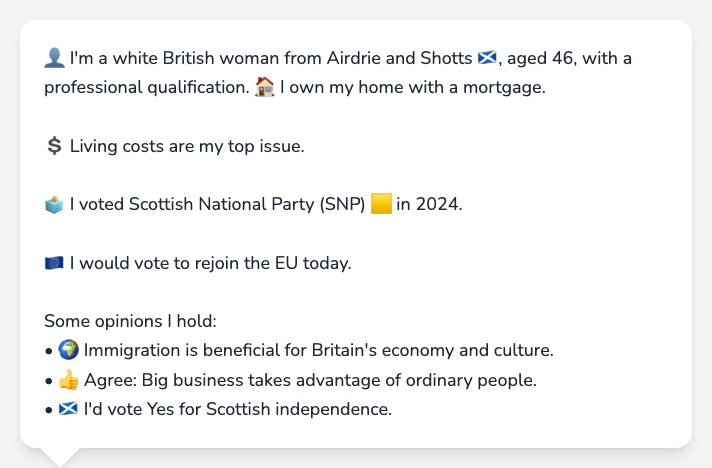 👤 I'm a white British woman from Airdrie and Shotts 🏴󠁧󠁢󠁳󠁣󠁴󠁿, aged 46, with a
professional qualification. 🏠 I own my home with a mortgage.
💲 Living costs are my top issue.
🗳️ I voted Scottish National Party (SNP) 🟨 in 2024.
🇪🇺 I would vote to rejoin the EU today.
Some opinions I hold:
• 🌍 Immigration is beneficial for Britain's economy and culture.
• 👍 Agree: Big business takes advantage of ordinary people.
• 🏴󠁧󠁢󠁳󠁣󠁴󠁿 I'd vote Yes for Scottish independence.